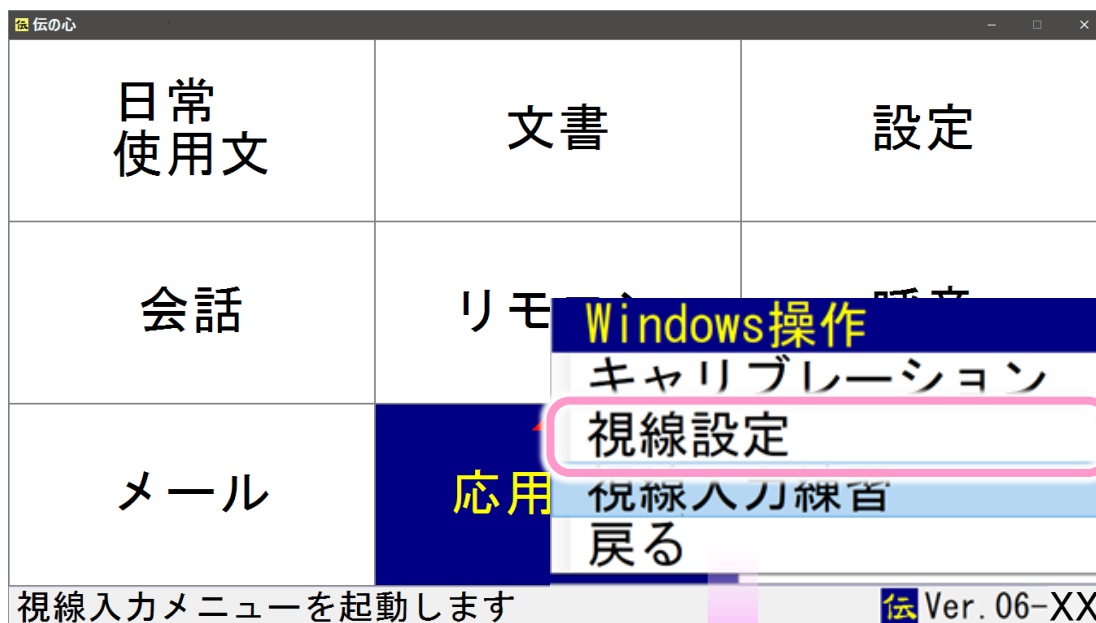 伝 伝の心
日常
使用文
文書
設定
会話
リモ
Windows操作
キャリブレーション
視線設定
視線入力練習
戻る
メール
応用
視線入力メニューを起動します
伝 Ver. 06-XX